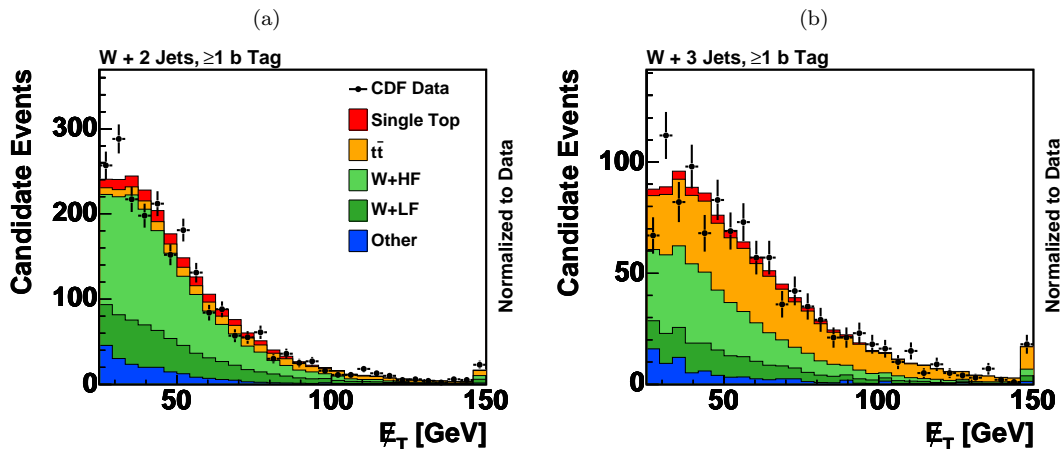 (a)
W + 2 Jets, ≥1 b Tag
Candidate Events
300
200
100
0
50
100
150
E̸_T [GeV]
Normalized to Data
CDF Data
Single Top
tt̄
W+HF
W+LF
Other
(b)
W + 3 Jets, ≥1 b Tag
Candidate Events
100
50
0
50
100
150
E̸_T [GeV]
Normalized to Data